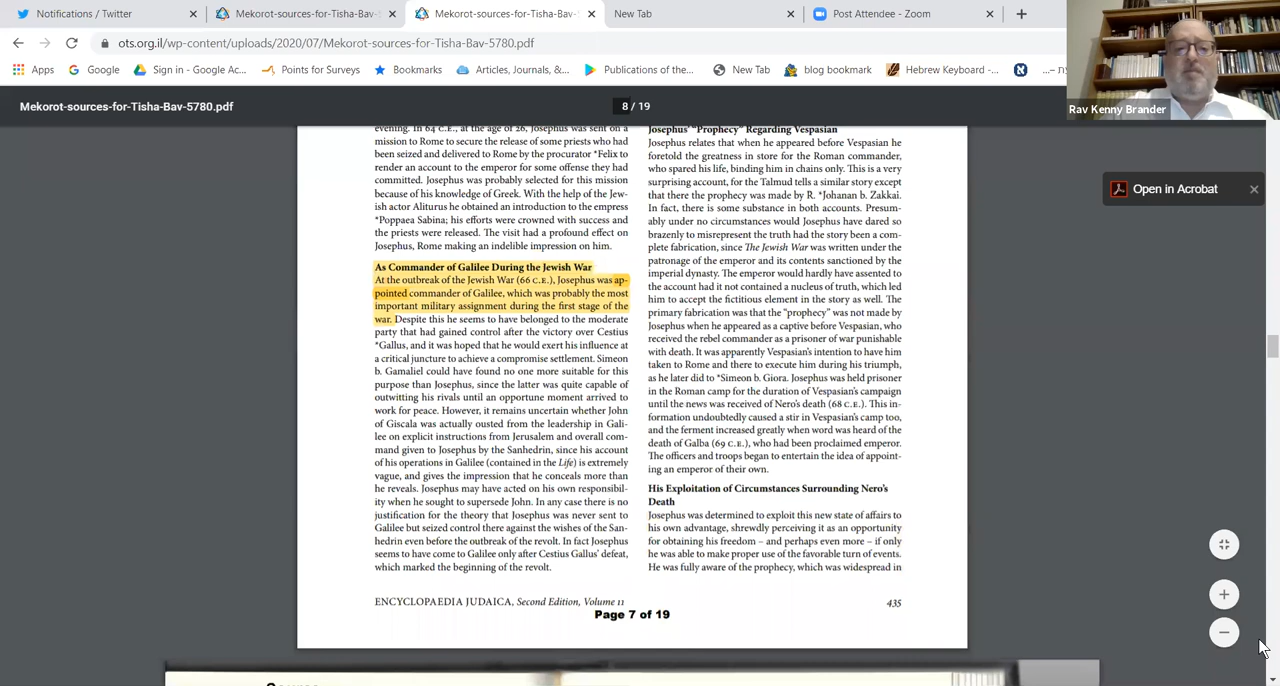 Notifications / Twitter
Mekorot-sources-for-Tisha-Bav-
Mekorot-sources-for-Tisha-Bav-
New Tab
Post Attendee - Zoom
ots.org.il/wp-content/uploads/2020/07/Mekorot-sources-for-Tisha-Bav-5780.pdf
Apps
Google
Sign in - Google Ac...
Points for Surveys
Bookmarks
Articles, Journals, &...
Publications of the...
New Tab
blog bookmark
Hebrew Keyboard -...
Rav Kenny Brander
Mekorot-sources-for-Tisha-Bav-5780.pdf
8 / 19
Open in Acrobat
evening. In 64 C.E., at the age of 26, Josephus was sent on a
mission to Rome to secure the release of some priests who had
been seized and delivered to Rome by the procurator *Felix to
render an account to the emperor for some offense they had
committed. Josephus was probably selected for this mission
because of his knowledge of Greek. With the help of the Jew-
ish actor Aliturus he obtained an introduction to the empress
*Poppaea Sabina; his efforts were crowned with success and
the priests were released. The visit had a profound effect on
Josephus, Rome making an indelible impression on him.
As Commander of Galilee During the Jewish War
At the outbreak of the Jewish War (66 C.E.), Josephus was ap-
pointed commander of Galilee, which was probably the most
important military assignment during the first stage of the
war. Despite this he seems to have belonged to the moderate
party that had gained control after the victory over Cestius
*Gallus, and it was hoped that he would exert his influence at
a critical juncture to achieve a compromise settlement. Simeon
b. Gamaliel could have found no one more suitable for this
purpose than Josephus, since the latter was quite capable of
outwitting his rivals until an opportune moment arrived to
work for peace. However, it remains uncertain whether John
of Giscala was actually ousted from the leadership in Gali-
lee on explicit instructions from Jerusalem and overall com-
mand given to Josephus by the Sanhedrin, since his account
of his operations in Galilee (contained in the Life) is extremely
vague, and gives the impression that he conceals more than
he reveals. Josephus may have acted on his own responsibil-
ity when he sought to supersede John. In any case there is no
justification for the theory that Josephus was never sent to
Galilee but seized control there against the wishes of the San-
hedrin even before the outbreak of the revolt. In fact Josephus
seems to have come to Galilee only after Cestius Gallus' defeat,
which marked the beginning of the revolt.
Josephus' "Prophecy" Regarding Vespasian
Josephus relates that when he appeared before Vespasian he
foretold the greatness in store for the Roman commander,
who spared his life, binding him in chains only. This is a very
surprising account, for the Talmud tells a similar story except
that there the prophecy was made by R. *Johanan b. Zakkai.
In fact, there is some substance in both accounts. Presum-
ably under no circumstances would Josephus have dared so
brazenly to misrepresent the truth had the story been a com-
plete fabrication, since The Jewish War was written under the
patronage of the emperor and its contents sanctioned by the
imperial dynasty. The emperor would hardly have assented to
the account had it not contained a nucleus of truth, which led
him to accept the fictitious element in the story as well. The
primary fabrication was that the "prophecy" was not made by
Josephus when he appeared as a captive before Vespasian, who
received the rebel commander as a prisoner of war punishable
with death. It was apparently Vespasian's intention to have him
taken to Rome and there to execute him during his triumph,
as he later did to *Simeon b. Giora. Josephus was held prisoner
in the Roman camp for the duration of Vespasian's campaign
until the news was received of Nero's death (68 C.E.). This in-
formation undoubtedly caused a stir in Vespasian's camp too,
and the ferment increased greatly when word was heard of the
death of Galba (69 C.E.), who had been proclaimed emperor.
The officers and troops began to entertain the idea of appoint-
ing an emperor of their own.
His Exploitation of Circumstances Surrounding Nero's
Death
Josephus was determined to exploit this new state of affairs to
his own advantage, shrewdly perceiving it as an opportunity
for obtaining his freedom – and perhaps even more – if only
he was able to make proper use of the favorable turn of events.
He was fully aware of the prophecy, which was widespread in
ENCYCLOPAEDIA JUDAICA, Second Edition, Volume 11
435
Page 7 of 19